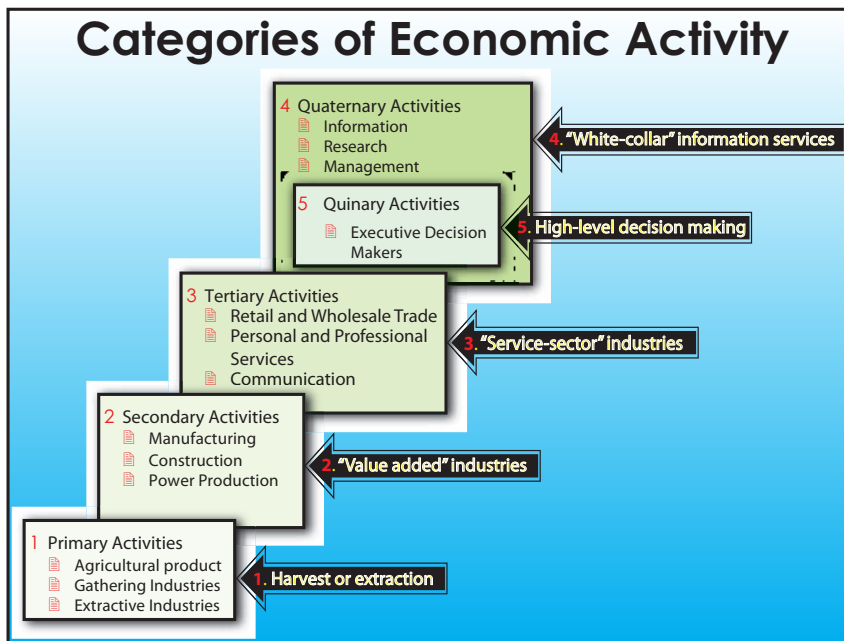 Categories of Economic Activity
4 Quaternary Activities
Information
Research
Management
4. "White-collar" information services
5 Quinary Activities
Executive Decision
Makers
5. High-level decision making
3 Tertiary Activities
Retail and Wholesale Trade
Personal and Professional
Services
Communication
3. "Service-sector" industries
2 Secondary Activities
Manufacturing
Construction
Power Production
2. "Value added" industries
1 Primary Activities
Agricultural product
Gathering Industries
Extractive Industries
1. Harvest or extraction